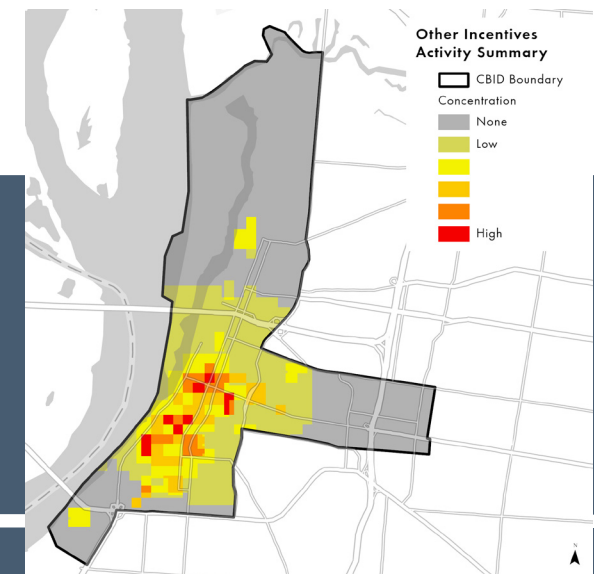 Other Incentives
Activity Summary
CBID Boundary
Concentration
None
Low
High
N